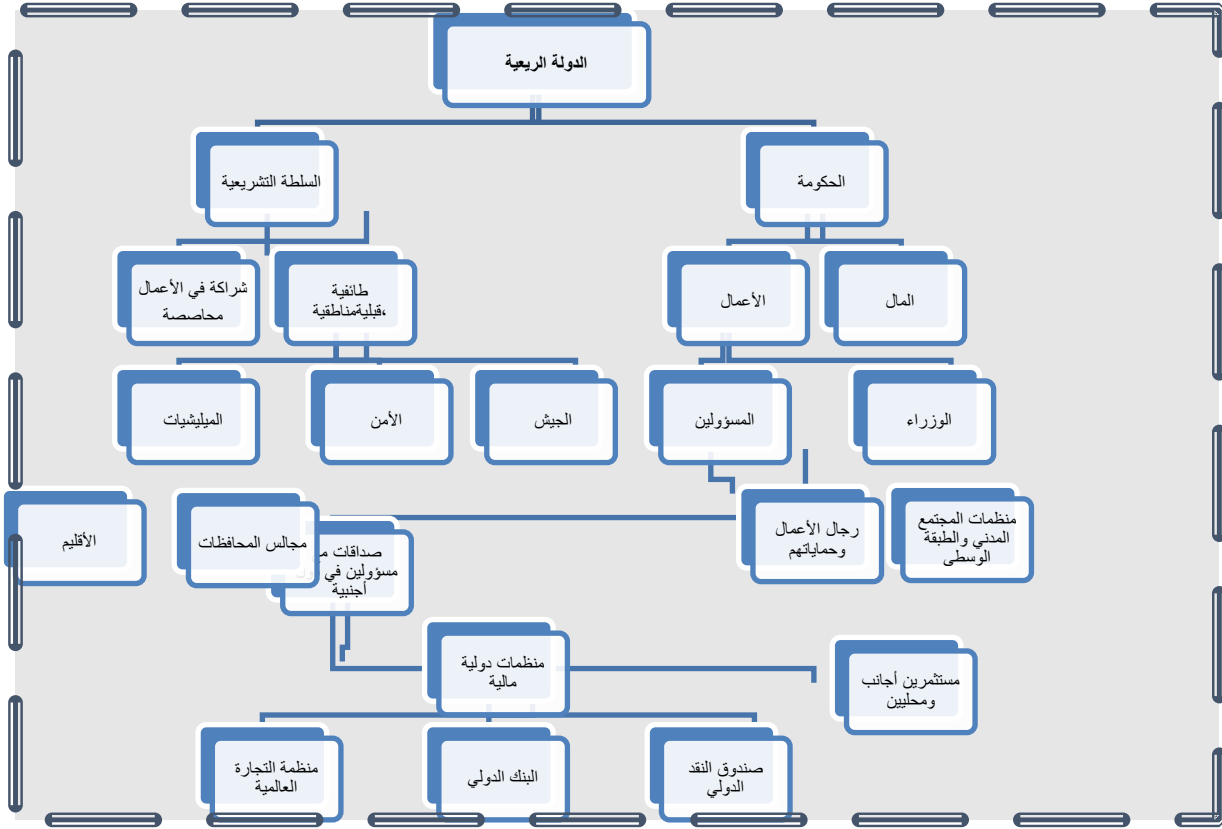 الدولة الريعية
الحكومة
السلطة التشريعية
المال
الأعمال
طائفية
،قبليةمناطقية
شراكة في الأعمال
محاصصة
الوزراء
المسؤولين
الجيش
الأمن
الميليشيات
منظمات المجتمع
المدني والطبقة
الوسطى
رجال الأعمال
وحماياتهم
صداقات
مسؤولين في
أجنبية
مجالس المحافظات
الأقليم
مستثمرين أجانب
ومحليين
منظمات دولية
مالية
صندوق النقد
الدولي
البنك الدولي
منظمة التجارة
العالمية